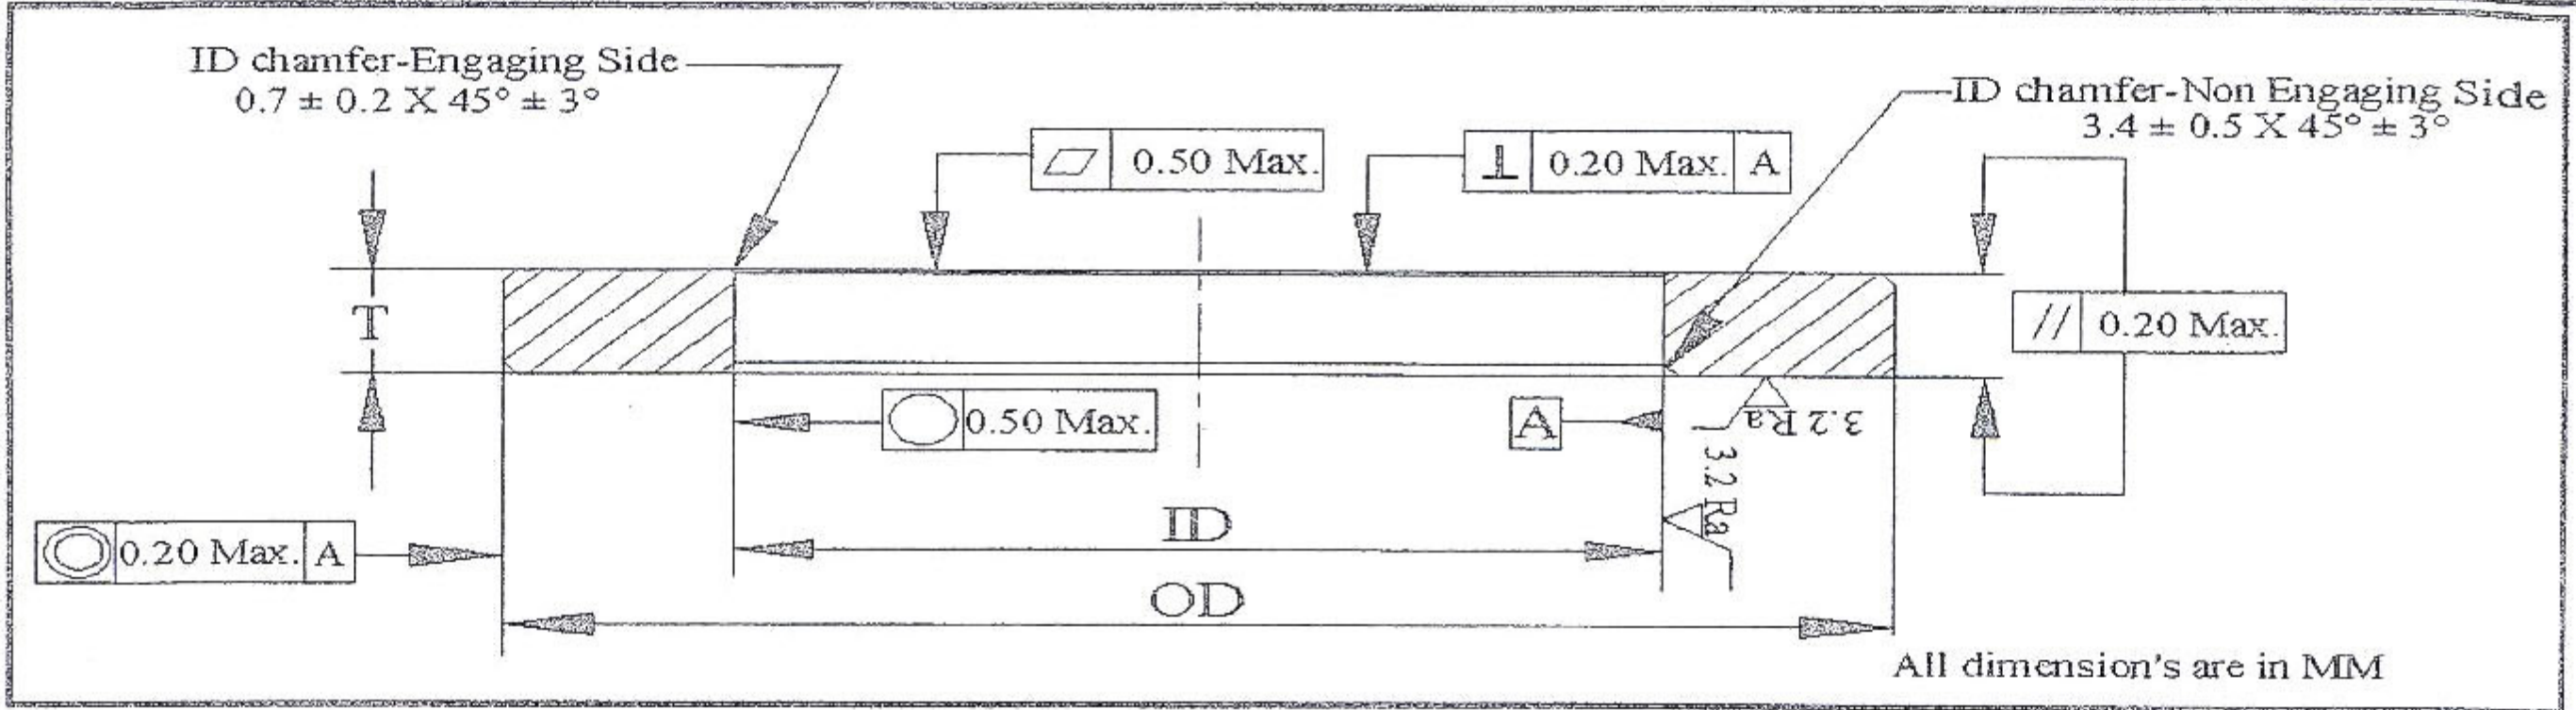 ID chamfer-Engaging Side
0.7 ± 0.2 X 45° ± 3°
ID chamfer-Non Engaging Side
3.4 ± 0.5 X 45° ± 3°
⏥ 0.50 Max.
⊥ 0.20 Max. A
T
// 0.20 Max.
○ 0.50 Max.
A
3.2 Ra
3.2 Ra
◎ 0.20 Max. A
ID
OD
All dimension's are in MM